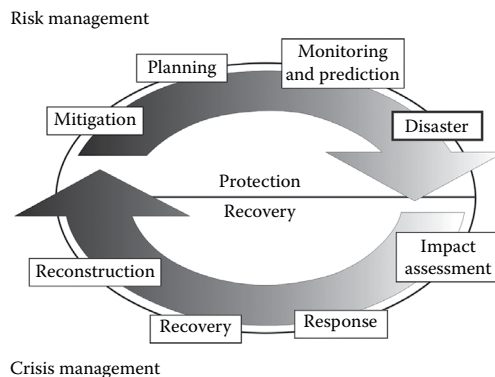 Risk management
Monitoring
and prediction
Planning
Mitigation
Disaster
Protection
Recovery
Impact
assessment
Reconstruction
Response
Recovery
Crisis management